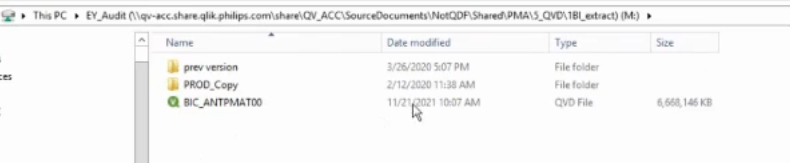 This PC EY_Audit (\\qv-acc.share.qlik.philips.com\share\QV_ACC\SourceDocuments\NotQDF\Shared\PMA\5_QVD\1BI_extract) (M:)
Name Date modified Type Size
prev version 3/26/2020 5:07 PM File folder
PROD_Copy 2/12/2020 11:38 AM File folder
BIC_ANTPMAT00 11/21/2021 10:07 AM QVD File 6,668,146 KB
ces